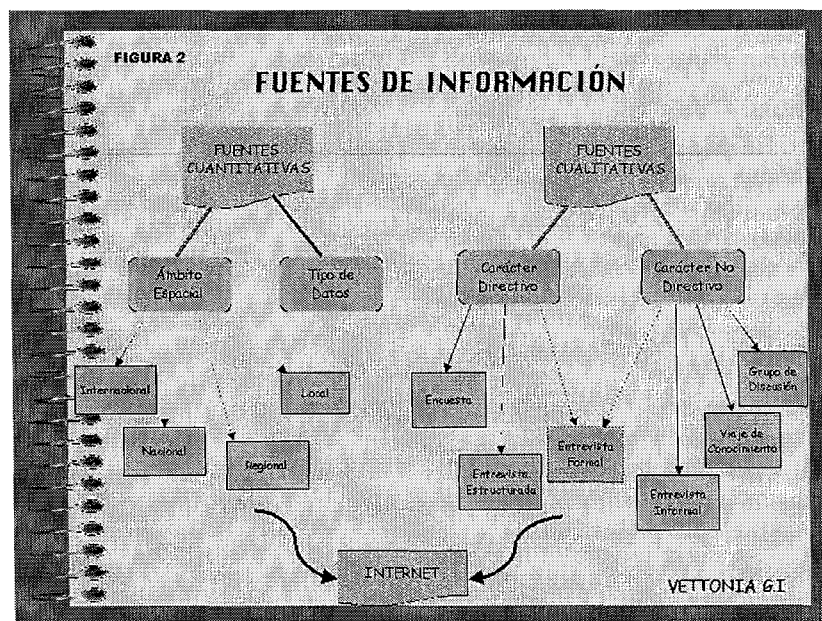 FIGURA 2
FUENTES DE INFORMACIÓN
FUENTES
CUANTITATIVAS
FUENTES
CUALITATIVAS
Ámbito
Espacial
Tipo de
Datos
Carácter
Directivo
Carácter No
Directivo
Internacional
Nacional
Regional
Local
Encuesta
Entrevista
Estructurada
Entrevista
Formal
Entrevista
Informal
Viaje de
Conocimiento
Grupo de
Discusión
INTERNET
VETTONIA G.I